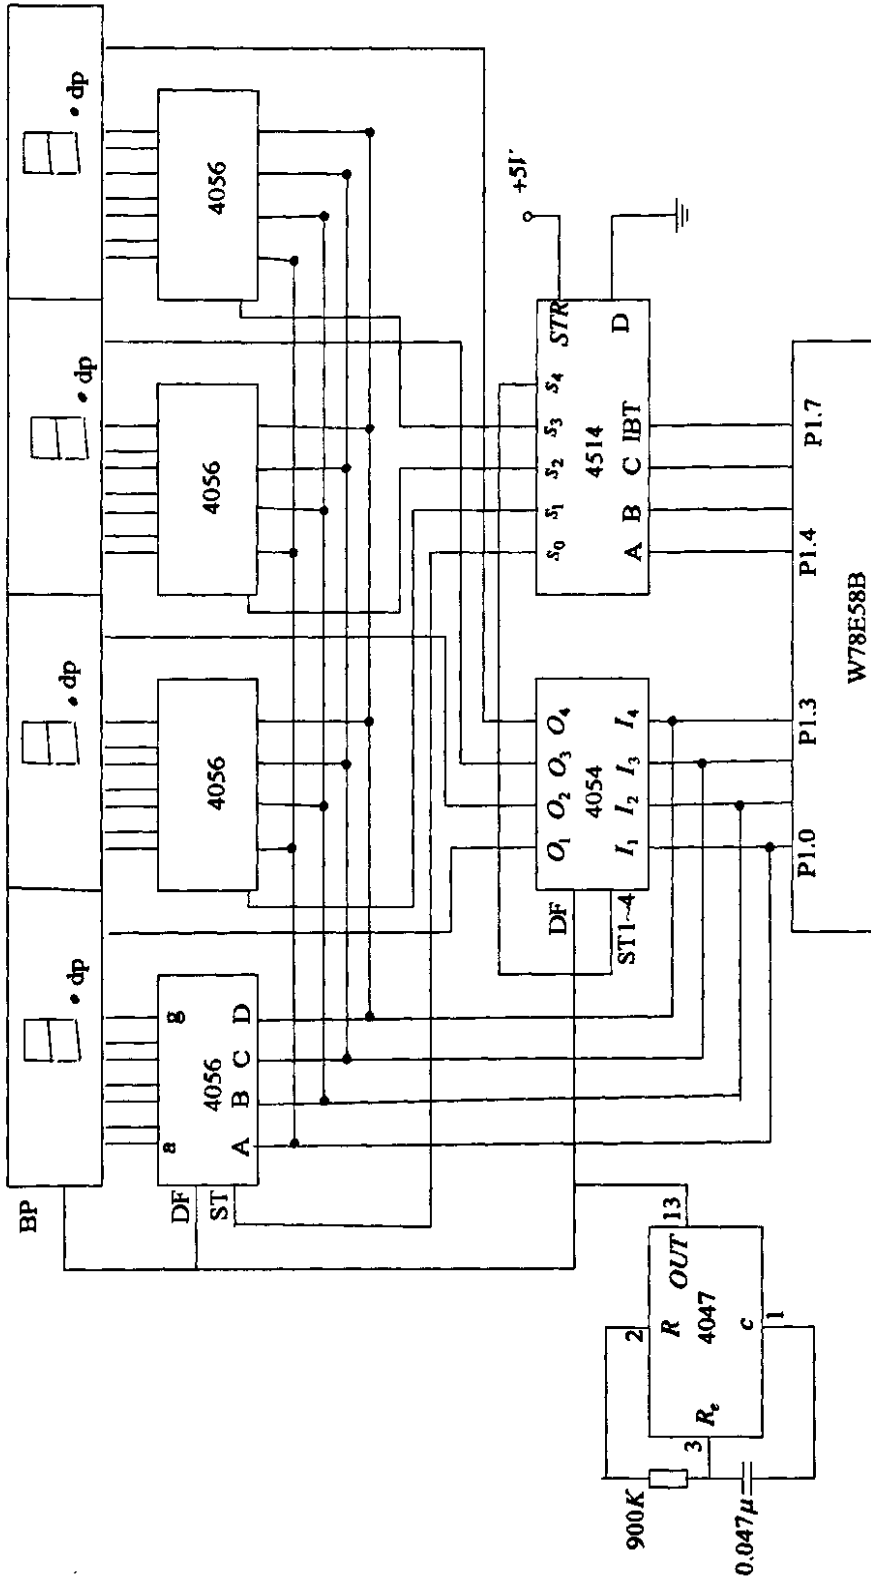 BP
dp
dp
dp
dp
DF
ST
a
g
4056
A B C D
4056
4056
4056
+5V
DF
ST1~4
O1 O2 O3 O4
4054
I1 I2 I3 I4
S0 S1 S2 S3 S4 STR
4514
A B C IBT D
P1.0
P1.3
P1.4
P1.7
W78E58B
900K
0.047μ
2
R
OUT
13
4047
3
Re
c
1